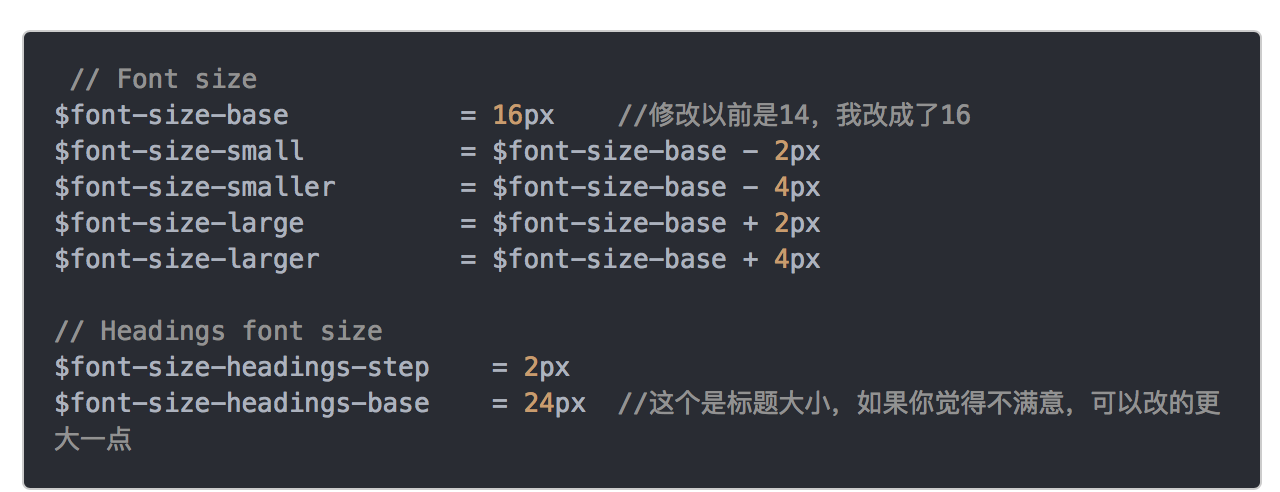 // Font size
$font-size-base           = 16px    //修改以前是14，我改成了16
$font-size-small          = $font-size-base - 2px
$font-size-smaller        = $font-size-base - 4px
$font-size-large          = $font-size-base + 2px
$font-size-larger         = $font-size-base + 4px
// Headings font size
$font-size-headings-step    = 2px
$font-size-headings-base    = 24px  //这个是标题大小，如果你觉得不满意，可以改的更
大一点